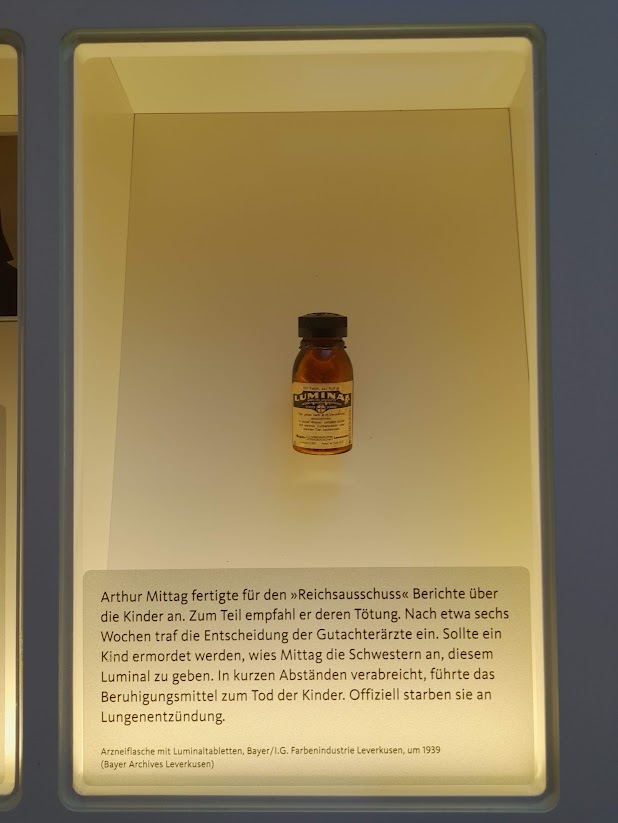 LUMINAL
Arthur Mittag fertigte für den »Reichsausschuss« Berichte über
die Kinder an. Zum Teil empfahl er deren Tötung. Nach etwa sechs
Wochen traf die Entscheidung der Gutachterärzte ein. Sollte ein
Kind ermordet werden, wies Mittag die Schwestern an, diesem
Luminal zu geben. In kurzen Abständen verabreicht, führte das
Beruhigungsmittel zum Tod der Kinder. Offiziell starben sie an
Lungenentzündung.
Arzneiflasche mit Luminaltabletten, Bayer/I.G. Farbenindustrie Leverkusen, um 1939
(Bayer Archives Leverkusen)